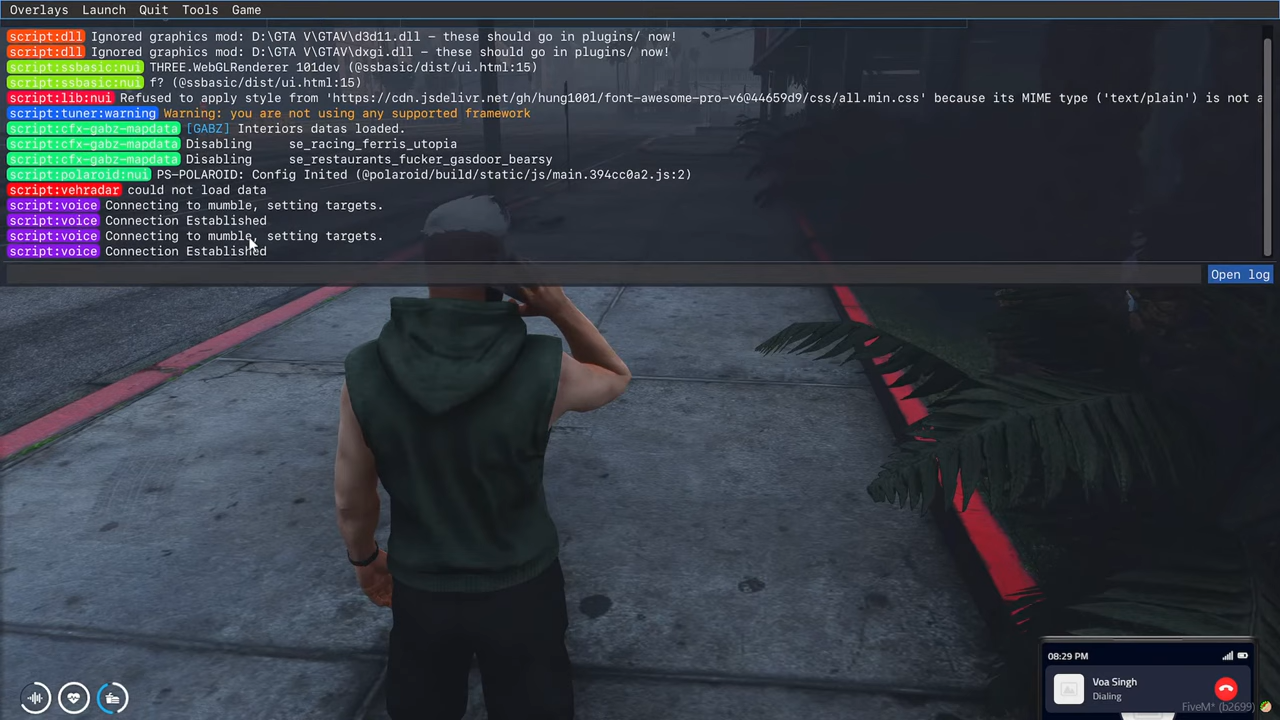 Overlays Launch Quit Tools Game
script:dll Ignored graphics mod: D:\GTA V\GTAV\d3d11.dll - these should go in plugins/ now!
script:dll Ignored graphics mod: D:\GTA V\GTAV\dxgi.dll - these should go in plugins/ now!
script:ssbasic:nui THREE.WebGLRenderer 101dev (@ssbasic/dist/ui.html:15)
script:ssbasic:nui f? (@ssbasic/dist/ui.html:15)
script:lib:nui Refused to apply style from 'https://cdn.jsdelivr.net/gh/hung1001/font-awesome-pro-v6@44659d9/css/all.min.css' because its MIME type ('text/plain') is not a
script:tuner:warning Warning: you are not using any supported framework
script:cfx-gabz-mapdata [GABZ] Interiors datas loaded.
script:cfx-gabz-mapdata Disabling se_racing_ferris_utopia
script:cfx-gabz-mapdata Disabling se_restaurants_fucker_gasdoor_bearsy
script:polaroid:nui PS-POLAROID: Config Inited (@polaroid/build/static/js/main.394cc0a2.js:2)
script:vehradar could not load data
script:voice Connecting to mumble, setting targets.
script:voice Connection Established
script:voice Connecting to mumble, setting targets.
script:voice Connection Established
Open log
08:29 PM
Voa Singh
Dialing
FiveM* (b2699)